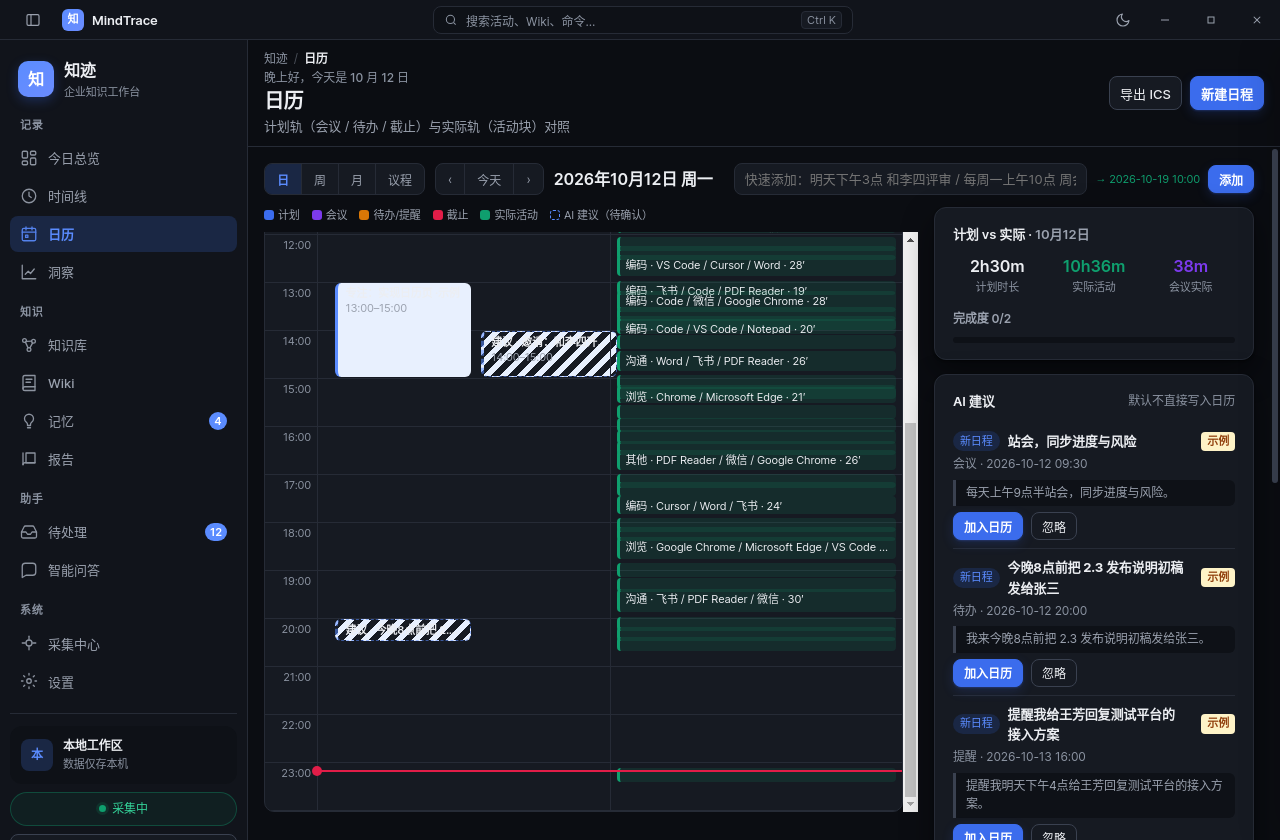 知 MindTrace
搜索活动、Wiki、命令... Ctrl K
知 知迹
企业知识工作台
记录
今日总览
时间线
日历
洞察
知识
知识库
Wiki
记忆 4
报告
助手
待处理 12
智能问答
系统
采集中心
设置
本 本地工作区
数据仅存本机
采集中
知迹 / 日历
晚上好，今天是 10 月 12 日
日历
计划轨（会议 / 待办 / 截止）与实际轨（活动块）对照
导出 ICS 新建日程
日 周 月 议程 ‹ 今天 › 2026年10月12日 周一
快速添加：明天下午3点 和李四评审 / 每周一上午10点 周 → 2026-10-19 10:00 添加
计划 会议 待办/提醒 截止 实际活动 AI 建议（待确认）
12:00
编码 · VS Code / Cursor / Word · 28′
13:00
编码 · 飞书 / Code / PDF Reader · 19′
编码 · Code / 微信 / Google Chrome · 28′
13:00–15:00
编码 · Code / VS Code / Notepad · 20′
14:00
沟通 · Word / 飞书 / PDF Reader · 26′
15:00
浏览 · Chrome / Microsoft Edge · 21′
16:00
其他 · PDF Reader / 微信 / Google Chrome · 26′
17:00
编码 · Cursor / Word / 飞书 · 24′
18:00
浏览 · Google Chrome / Microsoft Edge / VS Code ...
19:00
沟通 · 飞书 / PDF Reader / 微信 · 30′
20:00
21:00
22:00
23:00
计划 vs 实际 · 10月12日
2h30m 10h36m 38m
计划时长 实际活动 会议实际
完成度 0/2
AI 建议 默认不直接写入日历
新日程 站会，同步进度与风险 示例
会议 · 2026-10-12 09:30
每天上午9点半站会，同步进度与风险。
加入日历 忽略
新日程 今晚8点前把 2.3 发布说明初稿发给张三 示例
待办 · 2026-10-12 20:00
我来今晚8点前把 2.3 发布说明初稿发给张三。
加入日历 忽略
新日程 提醒我给王芳回复测试平台的接入方案 示例
提醒 · 2026-10-13 16:00
提醒我明天下午4点给王芳回复测试平台的接入方案。
加入日历 忽略